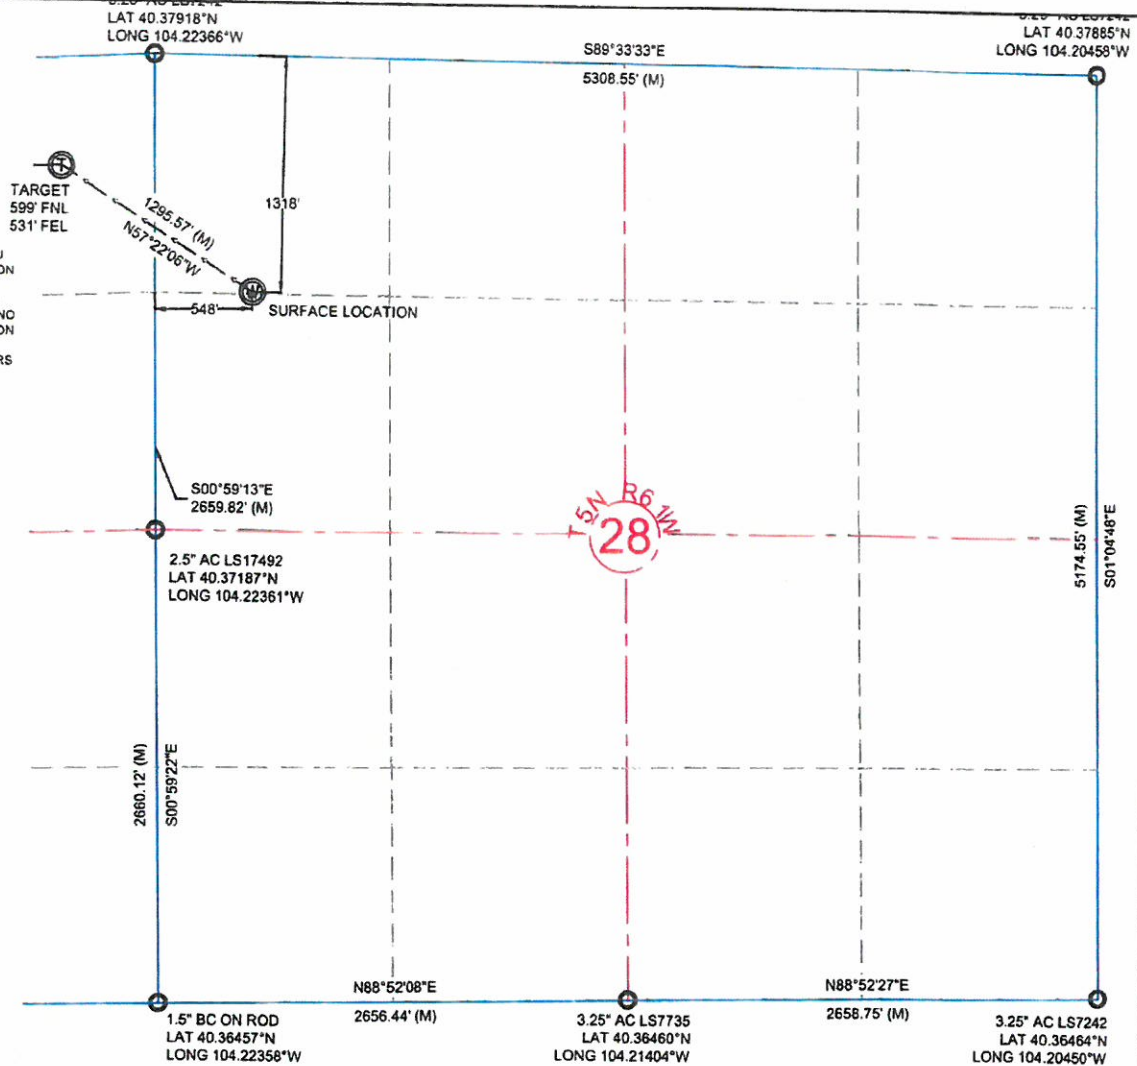 LAT 40.37918°N
LONG 104.22366°W
S89°33'33"E
5308.55' (M)
LAT 40.37885°N
LONG 104.20458°W
TARGET
599' FNL
531' FEL
1295.57' (M)
N57°22'06"W
1318'
548'
SURFACE LOCATION
S00°59'13"E
2659.82' (M)
2.5" AC LS17492
LAT 40.37187°N
LONG 104.22361°W
T 5N R61W
28
5174.55' (M)
S01°04'48"E
2660.12' (M)
S00°59'22"E
N88°52'08"E
2656.44' (M)
N88°52'27"E
2658.75' (M)
1.5" BC ON ROD
LAT 40.36457°N
LONG 104.22358°W
3.25" AC LS7735
LAT 40.36460°N
LONG 104.21404°W
3.25" AC LS7242
LAT 40.36464°N
LONG 104.20450°W